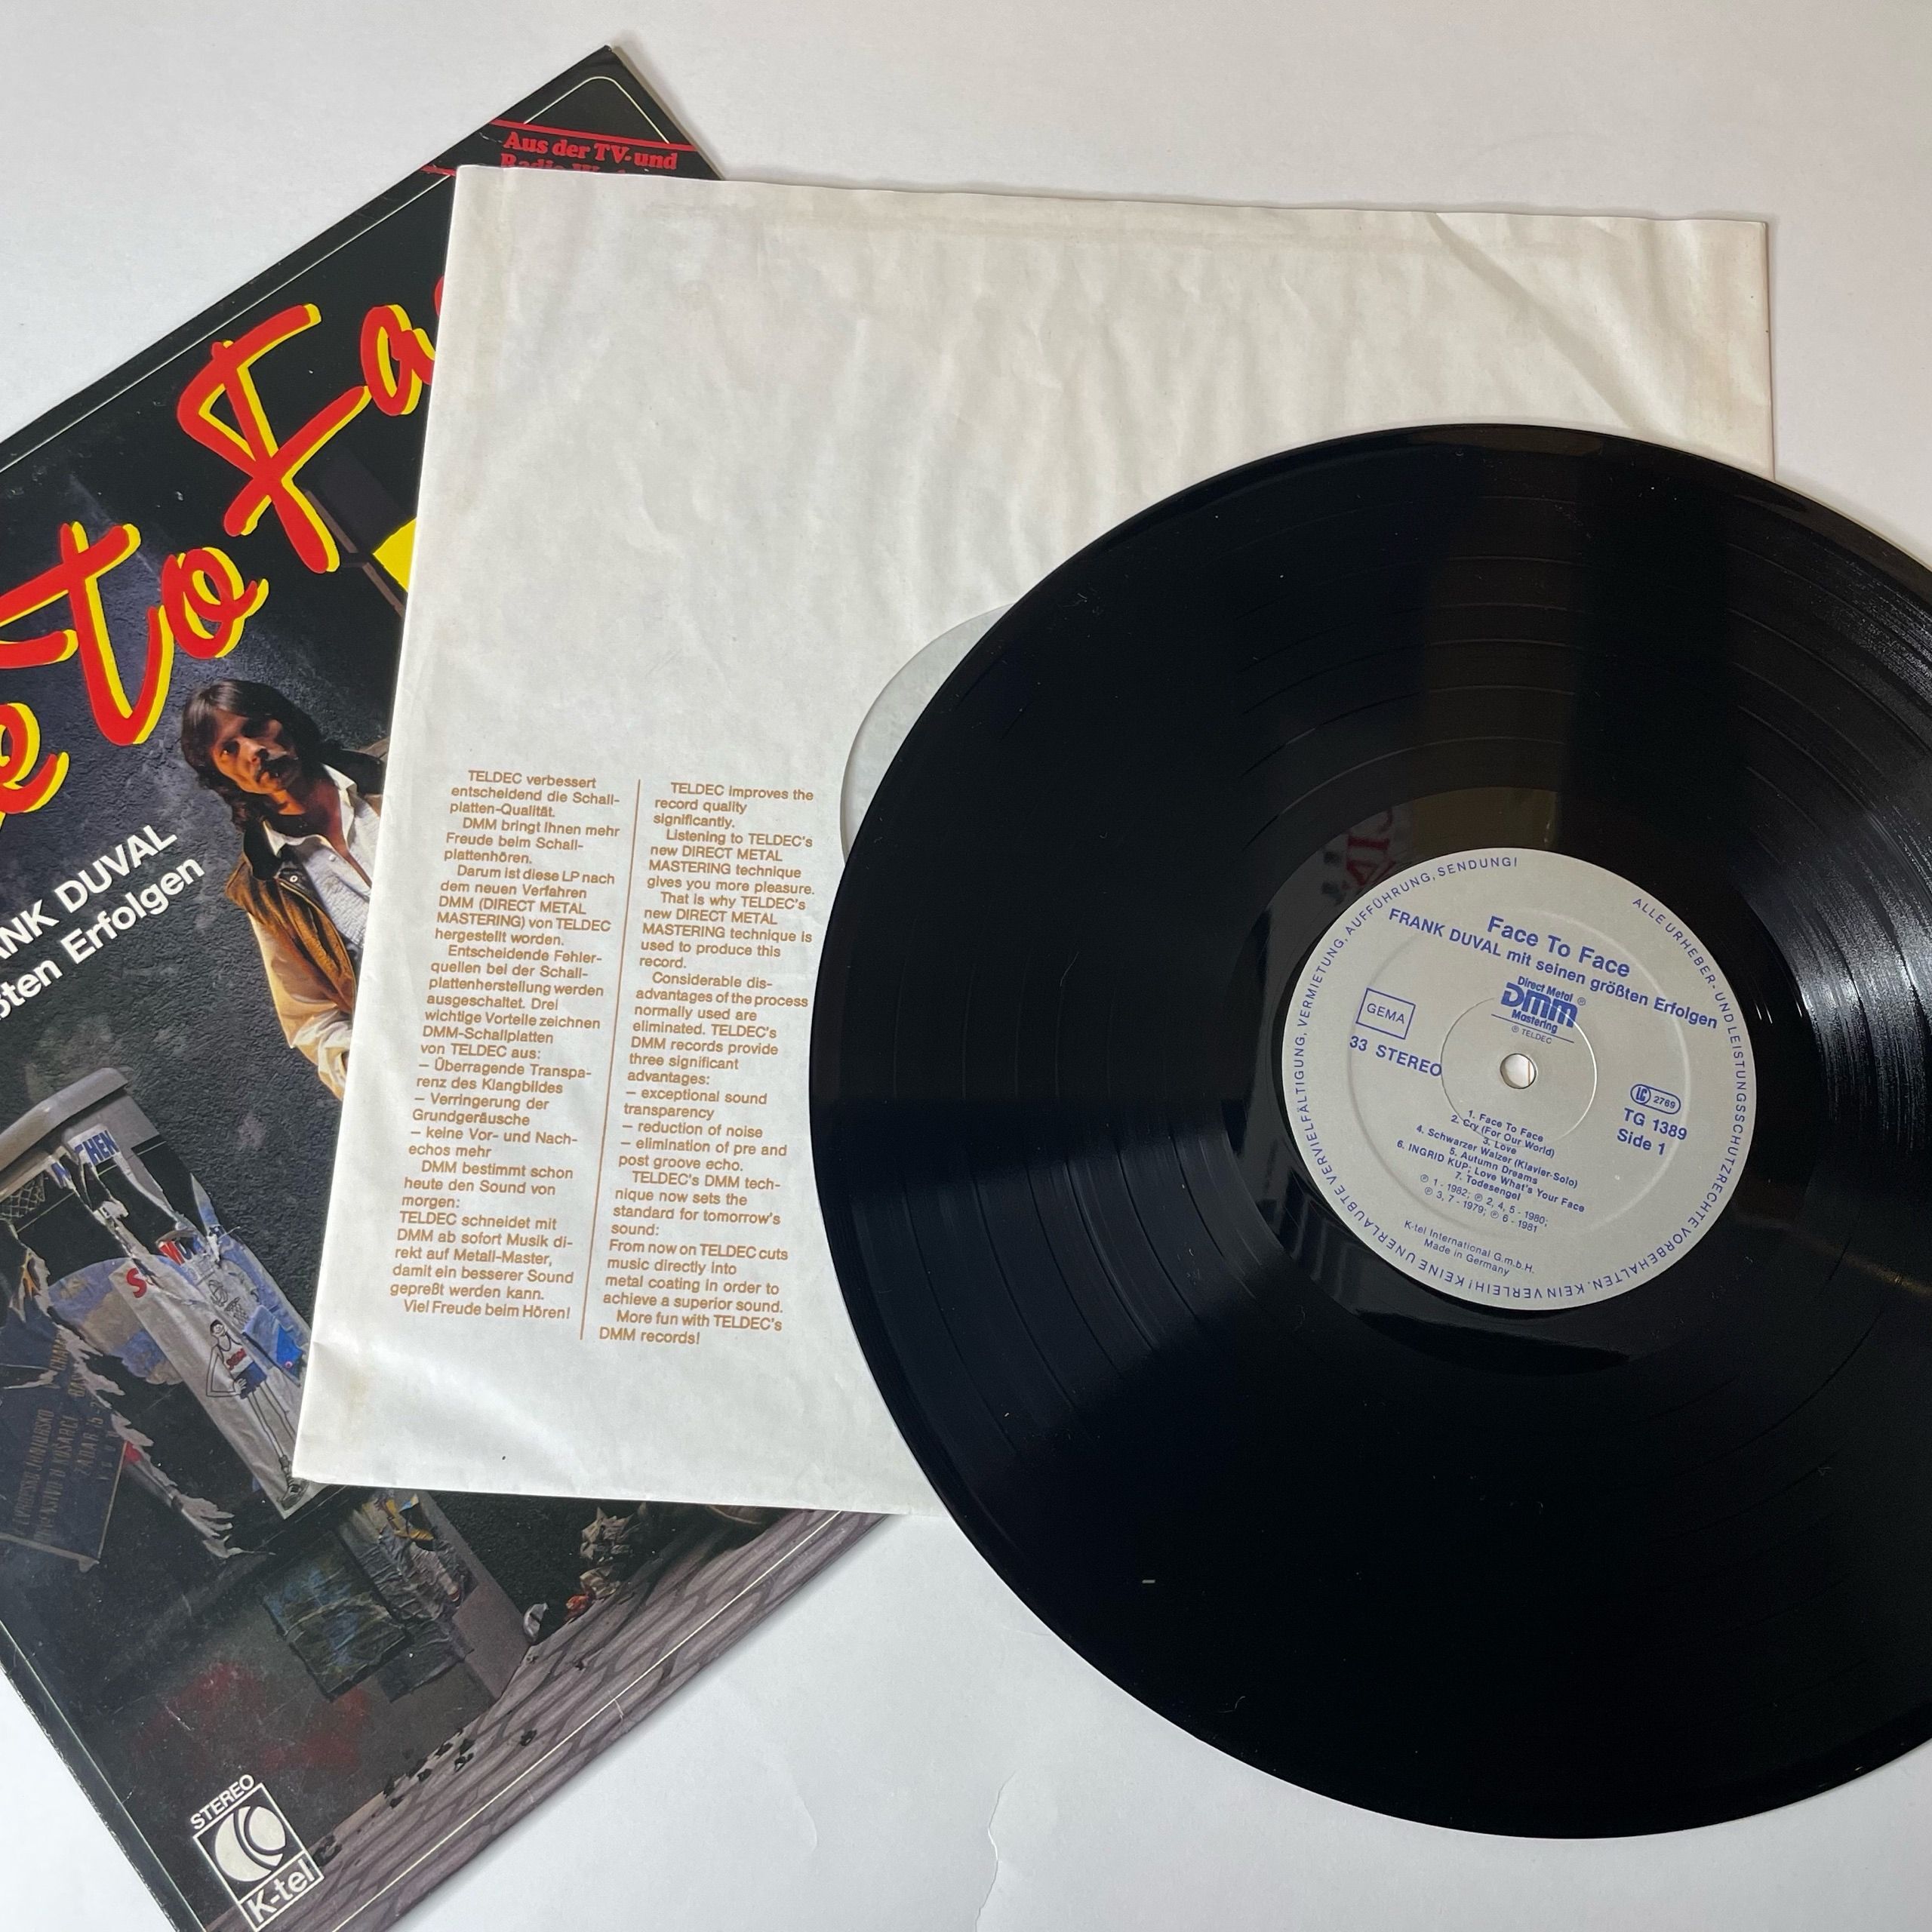 Aus der TV- und
e to Fa
FRANK DUVAL
ßten Erfolgen
STEREO
K-tel
TELDEC verbessert
entscheidend die Schall-
platten-Qualität.
DMM bringt Ihnen mehr
Freude beim Schall-
plattenhören.
Darum ist diese LP nach
dem neuen Verfahren
DMM (DIRECT METAL
MASTERING) von TELDEC
hergestellt worden.
Entscheidende Fehler-
quellen bei der Schall-
plattenherstellung werden
ausgeschaltet. Drei
wichtige Vorteile zeichnen
DMM-Schallplatten
von TELDEC aus:
– Überragende Transpa-
renz des Klangbildes
– Verringerung der
Grundgeräusche
– keine Vor- und Nach-
echos mehr
DMM bestimmt schon
heute den Sound von
morgen:
TELDEC schneidet mit
DMM ab sofort Musik di-
rekt auf Metall-Master,
damit ein besserer Sound
gepreßt werden kann.
Viel Freude beim Hören!
TELDEC improves the
record quality
significantly.
Listening to TELDEC's
new DIRECT METAL
MASTERING technique
gives you more pleasure.
That is why TELDEC's
new DIRECT METAL
MASTERING technique is
used to produce this
record.
Considerable dis-
advantages of the process
normally used are
eliminated. TELDEC's
DMM records provide
three significant
advantages:
– exceptional sound
transparency
– reduction of noise
– elimination of pre and
post groove echo.
TELDEC'S DMM tech-
nique now sets the
standard for tomorrow's
sound:
From now on TELDEC cuts
music directly into
metal coating in order to
achieve a superior sound.
More fun with TELDEC's
DMM records!
ALLE URHEBER- UND LEISTUNGSSCHUTZRECHTE VORBEHALTEN. KEIN VERLEIH! KEINE UNERLAUBTE VERVIELFÄLTIGUNG, VERMIETUNG, AUFFÜHRUNG, SENDUNG!
Face To Face
FRANK DUVAL mit seinen größten Erfolgen
Direct Metal
DMM ®
Mastering
℗ TELDEC
GEMA
33 STEREO
LC 2769
TG 1389
Side 1
1. Face To Face
2. Cry (For Our World)
3. Love
4. Schwarzer Walzer (Klavier-Solo)
5. Autumn Dreams
6. INGRID KUP: Love What's Your Face
7. Todesengel
℗ 1 - 1982; ℗ 2, 4, 5 - 1980;
℗ 3, 7 - 1979; ℗ 6 - 1981
K-tel International G.m.b.H.
Made in Germany